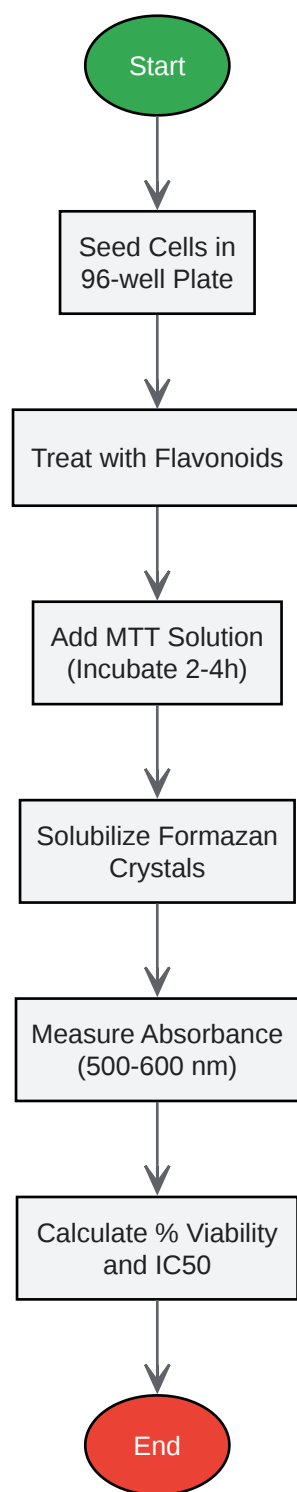 Start
Seed Cells in
96-well Plate
Treat with Flavonoids
Add MTT Solution
(Incubate 2-4h)
Solubilize Formazan
Crystals
Measure Absorbance
(500-600 nm)
Calculate % Viability
and IC50
End